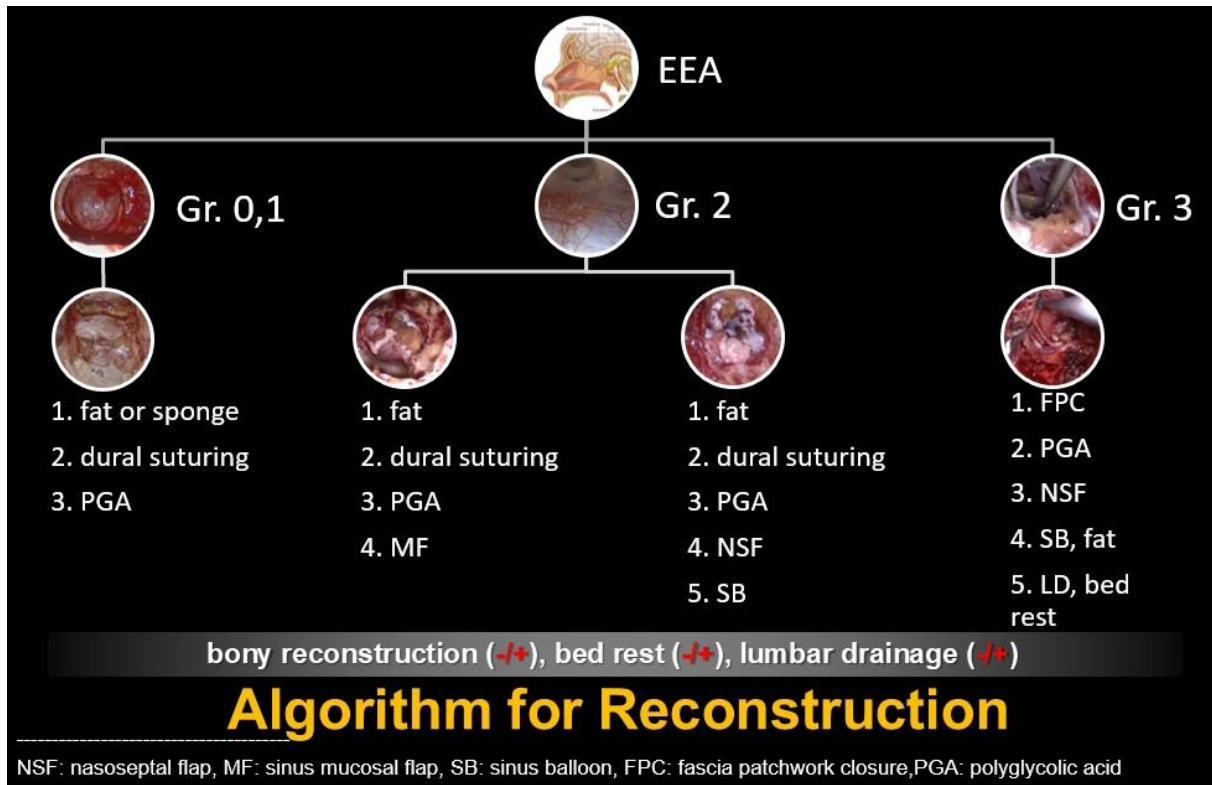 EEA
Gr. 0,1
Gr. 2
Gr. 3
1. fat or sponge
2. dural suturing
3. PGA
1. fat
2. dural suturing
3. PGA
4. MF
1. fat
2. dural suturing
3. PGA
4. NSF
5. SB
1. FPC
2. PGA
3. NSF
4. SB, fat
5. LD, bed
rest
bony reconstruction (-/+), bed rest (-/+), lumbar drainage (-/+)
Algorithm for Reconstruction
NSF: nasoseptal flap, MF: sinus mucosal flap, SB: sinus balloon, FPC: fascia patchwork closure,PGA: polyglycolic acid